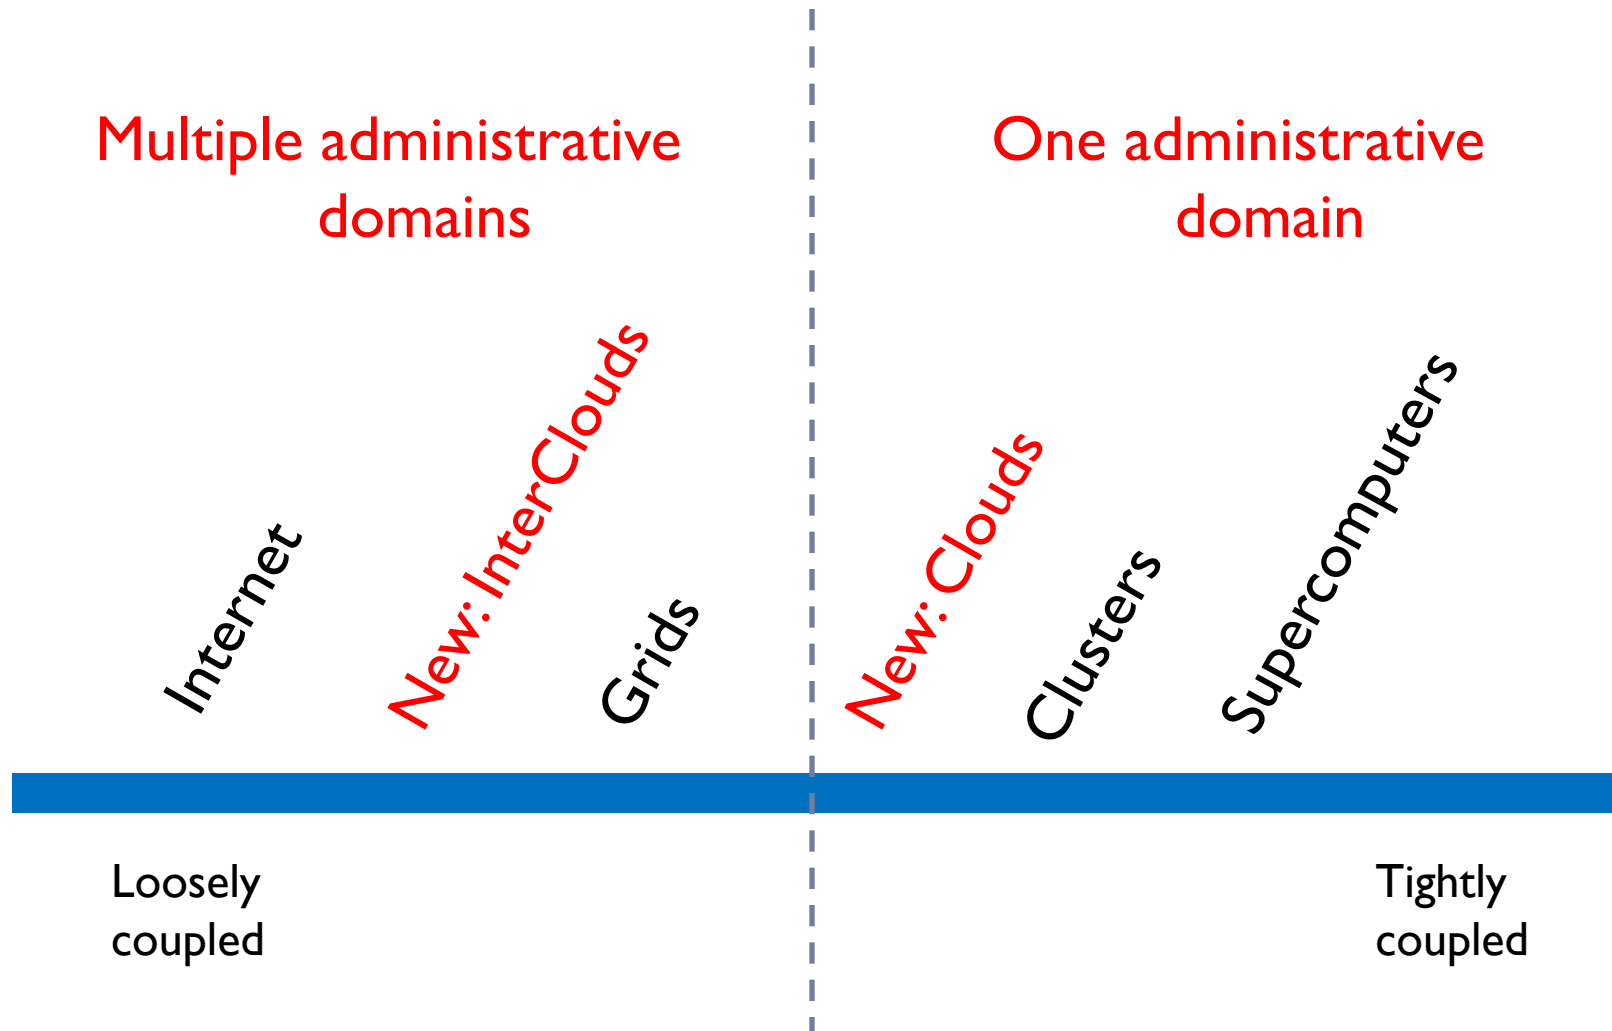 Multiple administrative
domains
One administrative
domain
Internet
New: InterClouds
Grids
New: Clouds
Clusters
Supercomputers
Loosely
coupled
Tightly
coupled